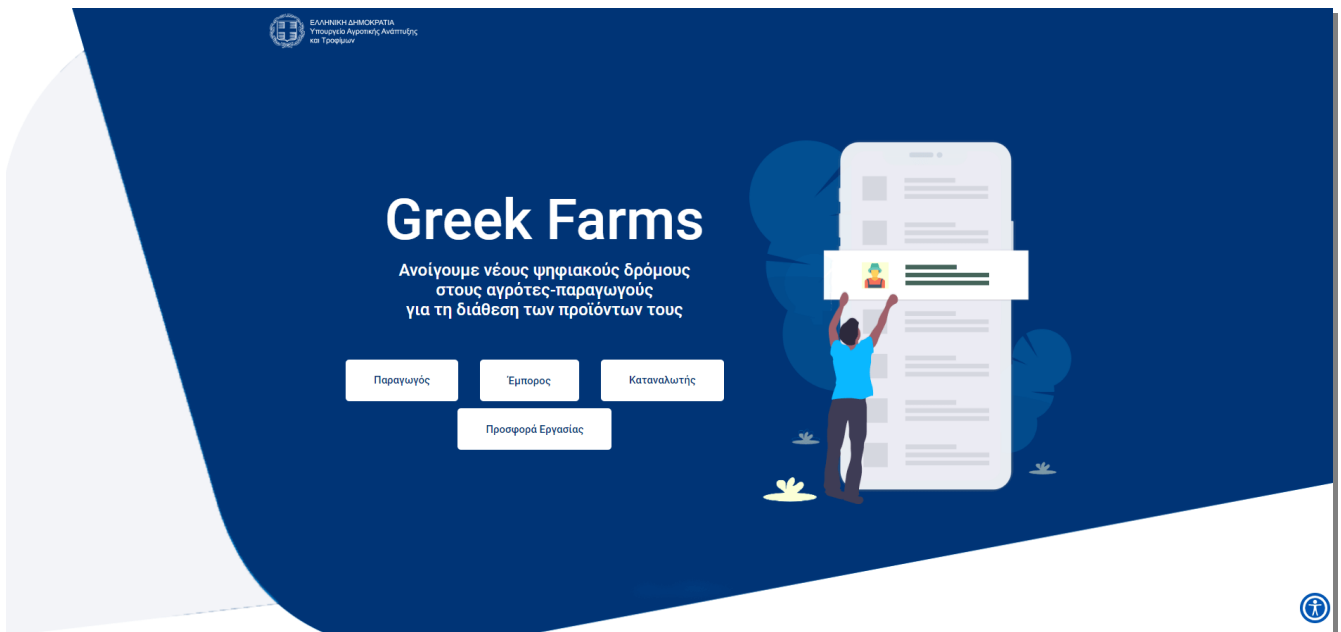 ΕΛΛΗΝΙΚΗ ΔΗΜΟΚΡΑΤΙΑ
Υπουργείο Αγροτικής Ανάπτυξης
και Τροφίμων
Greek Farms
Ανοίγουμε νέους ψηφιακούς δρόμους
στους αγρότες-παραγωγούς
για τη διάθεση των προϊόντων τους
Παραγωγός
Έμπορος
Καταναλωτής
Προσφορά Εργασίας